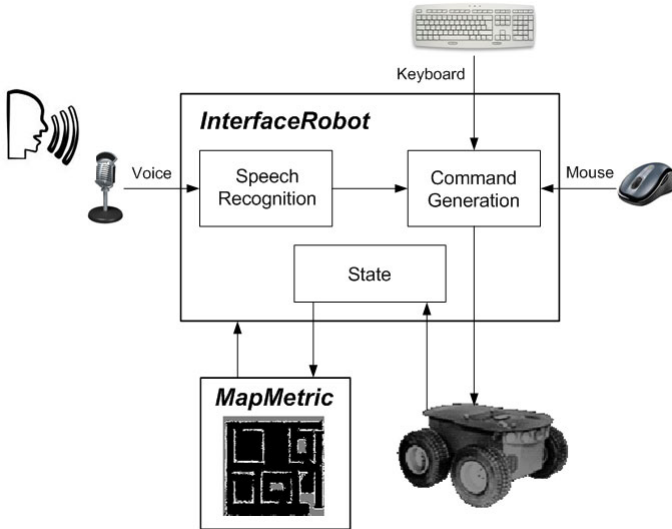 Keyboard
InterfaceRobot
Voice
Speech
Recognition
Command
Generation
Mouse
State
MapMetric